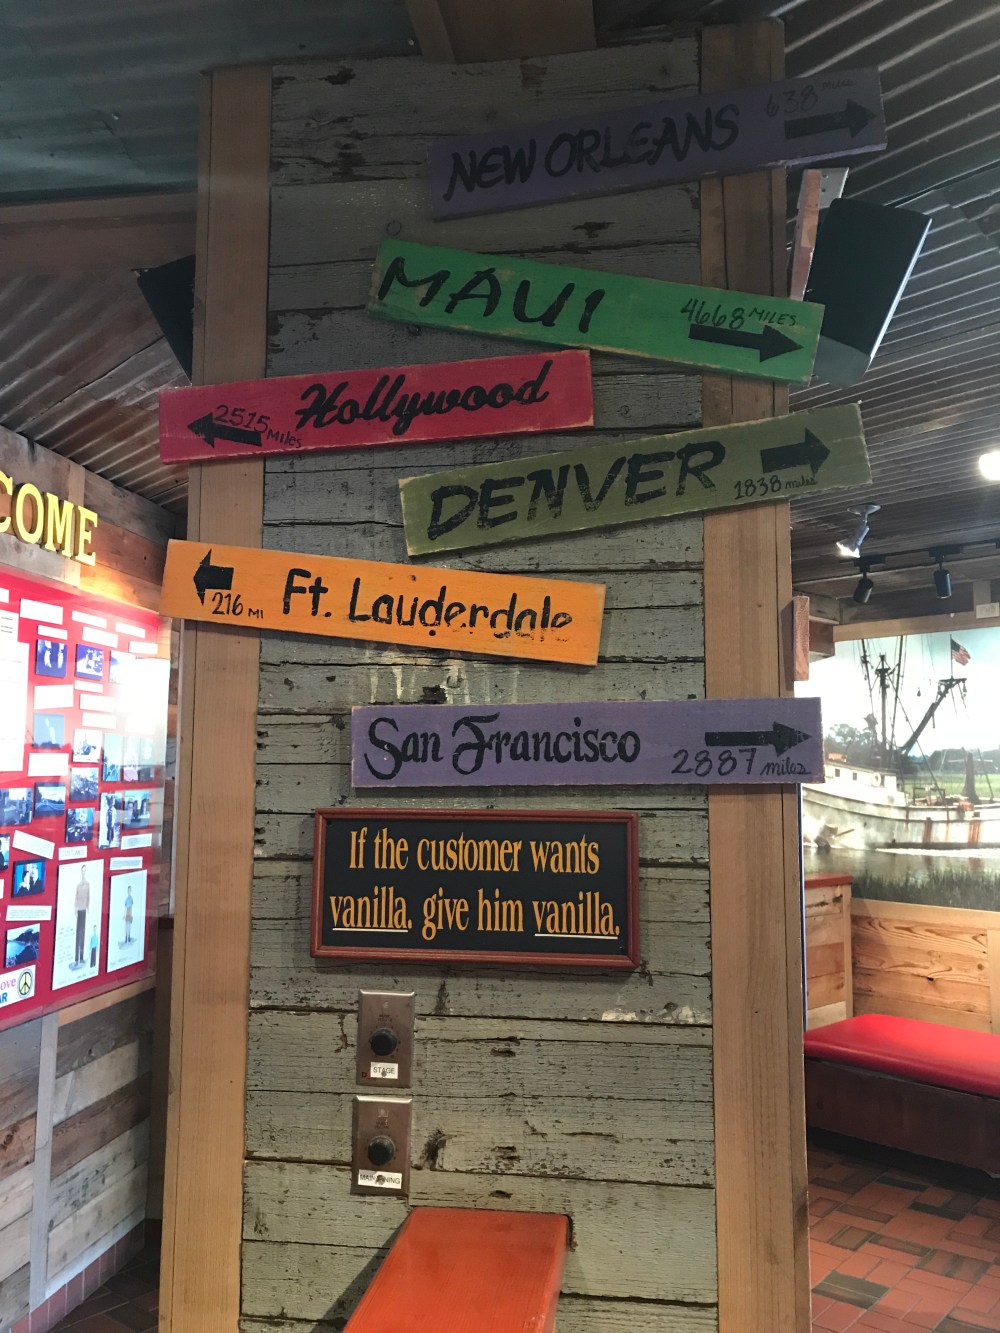 638 miles
NEW ORLEANS
MAUI
4668 MILES
Hollywood
2515 Miles
DENVER
1838 miles
COME
Ft. Lauderdale
216 MI
San Francisco
2887 miles
If the customer wants
vanilla. give him vanilla.
STAGE